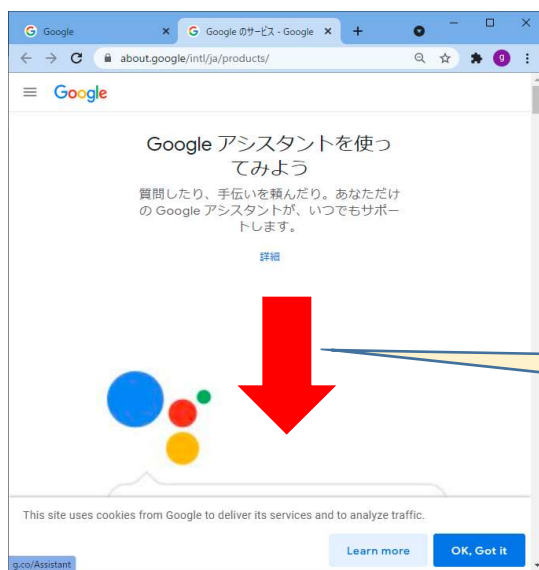 Google
Google のサービス - Google
about.google/intl/ja/products/
g
Google
Google アシスタントを使っ
てみよう
質問したり、手伝いを頼んだり。あなただけ
の Google アシスタントが、いつでもサポー
トします。
詳細
This site uses cookies from Google to deliver its services and to analyze traffic.
Learn more
OK, Got it
g.co/Assistant